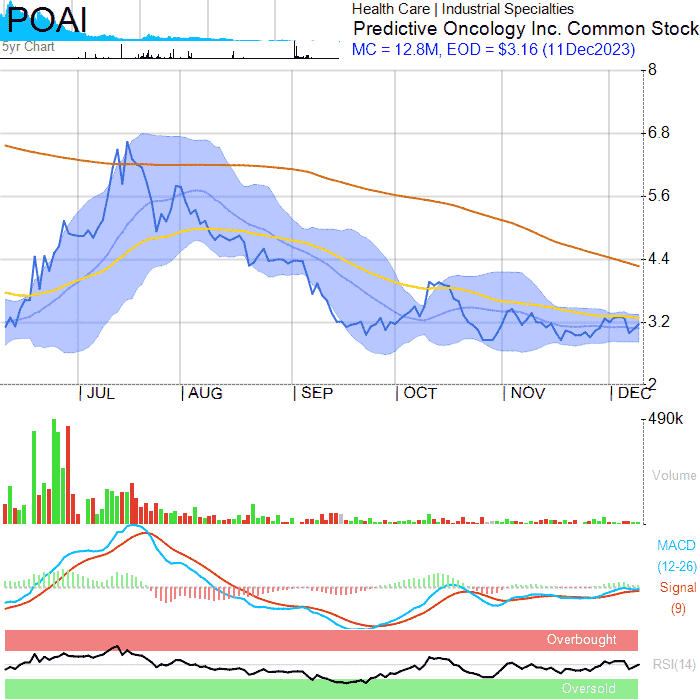 POAI
5yr Chart
Health Care | Industrial Specialties
Predictive Oncology Inc. Common Stock
MC = 12.8M, EOD = $3.16 (11Dec2023)
8
6.8
5.6
4.4
3.2
2
JUL AUG SEP OCT NOV DEC
490k
Volume
MACD
(12-26)
Signal
(9)
Overbought
RSI(14)
Oversold